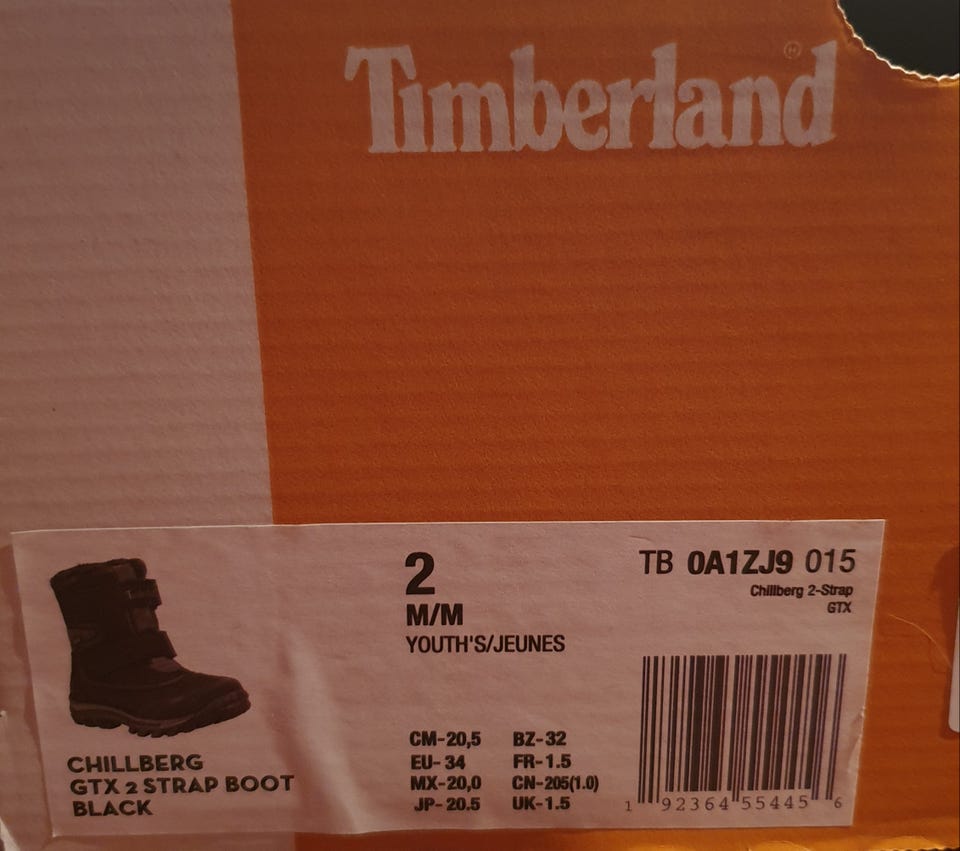 Timberland®
2
M/M
YOUTH'S/JEUNES
TB 0A1ZJ9 015
Chillberg 2-Strap
GTX
CHILLBERG
GTX 2 STRAP BOOT
BLACK
CM-20,5 BZ-32
EU-34 FR-1.5
MX-20,0 CN-205(1.0)
JP-20.5 UK-1.5
1 92364 55445 6